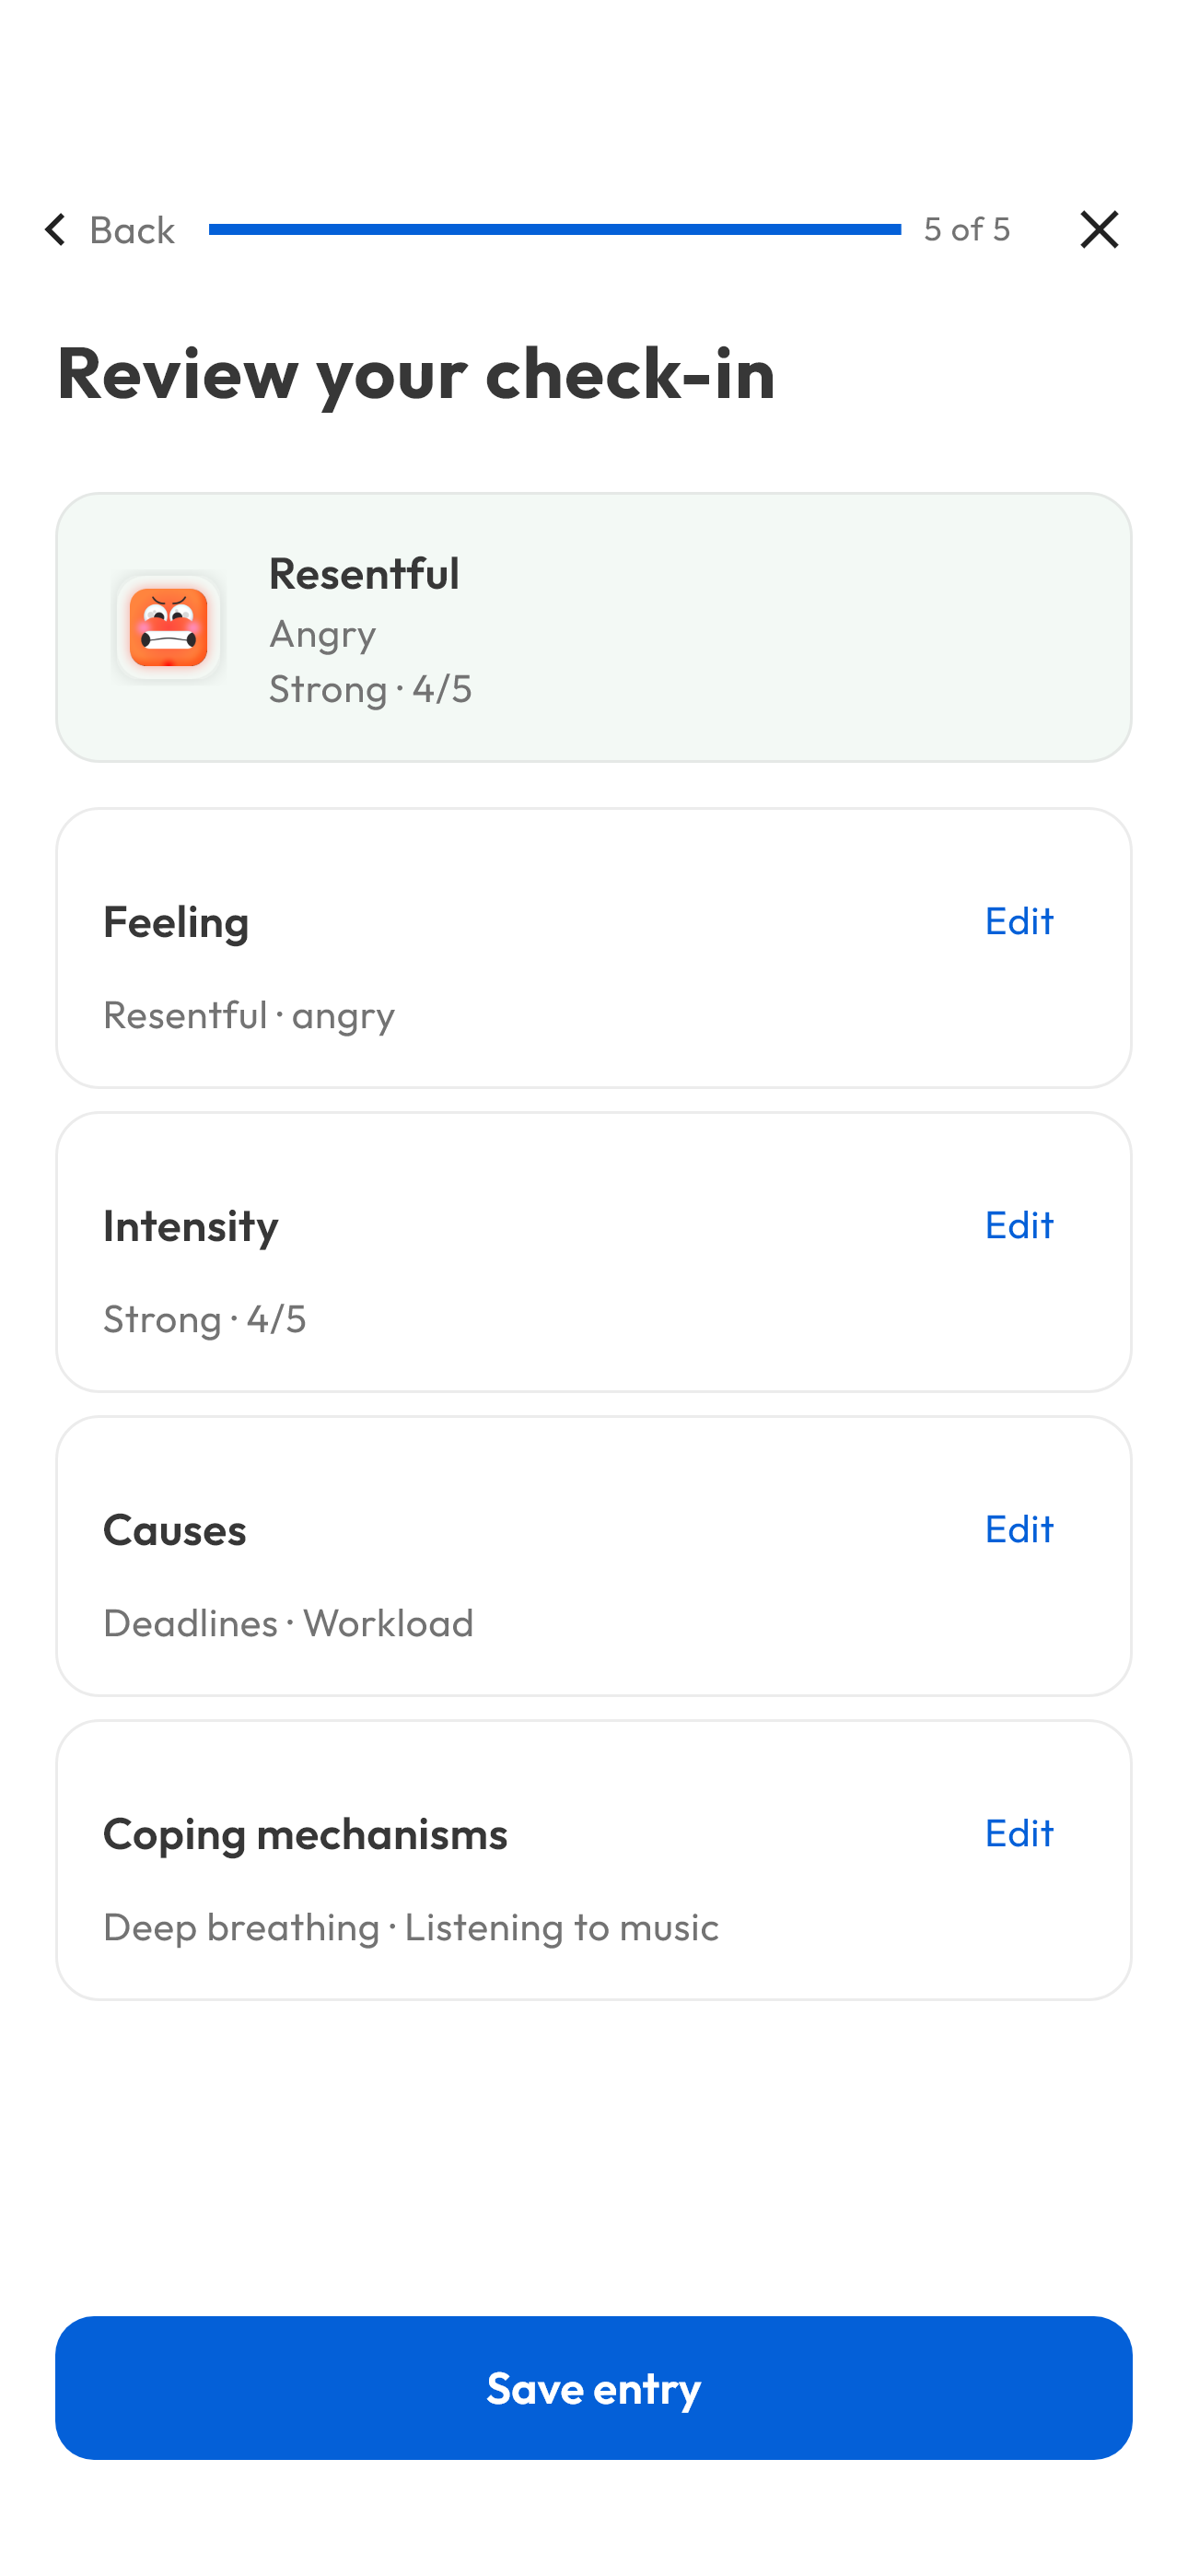 Back
5 of 5
Review your check-in
Resentful
Angry
Strong · 4/5
Feeling
Edit
Resentful · angry
Intensity
Edit
Strong · 4/5
Causes
Edit
Deadlines · Workload
Coping mechanisms
Edit
Deep breathing · Listening to music
Save entry